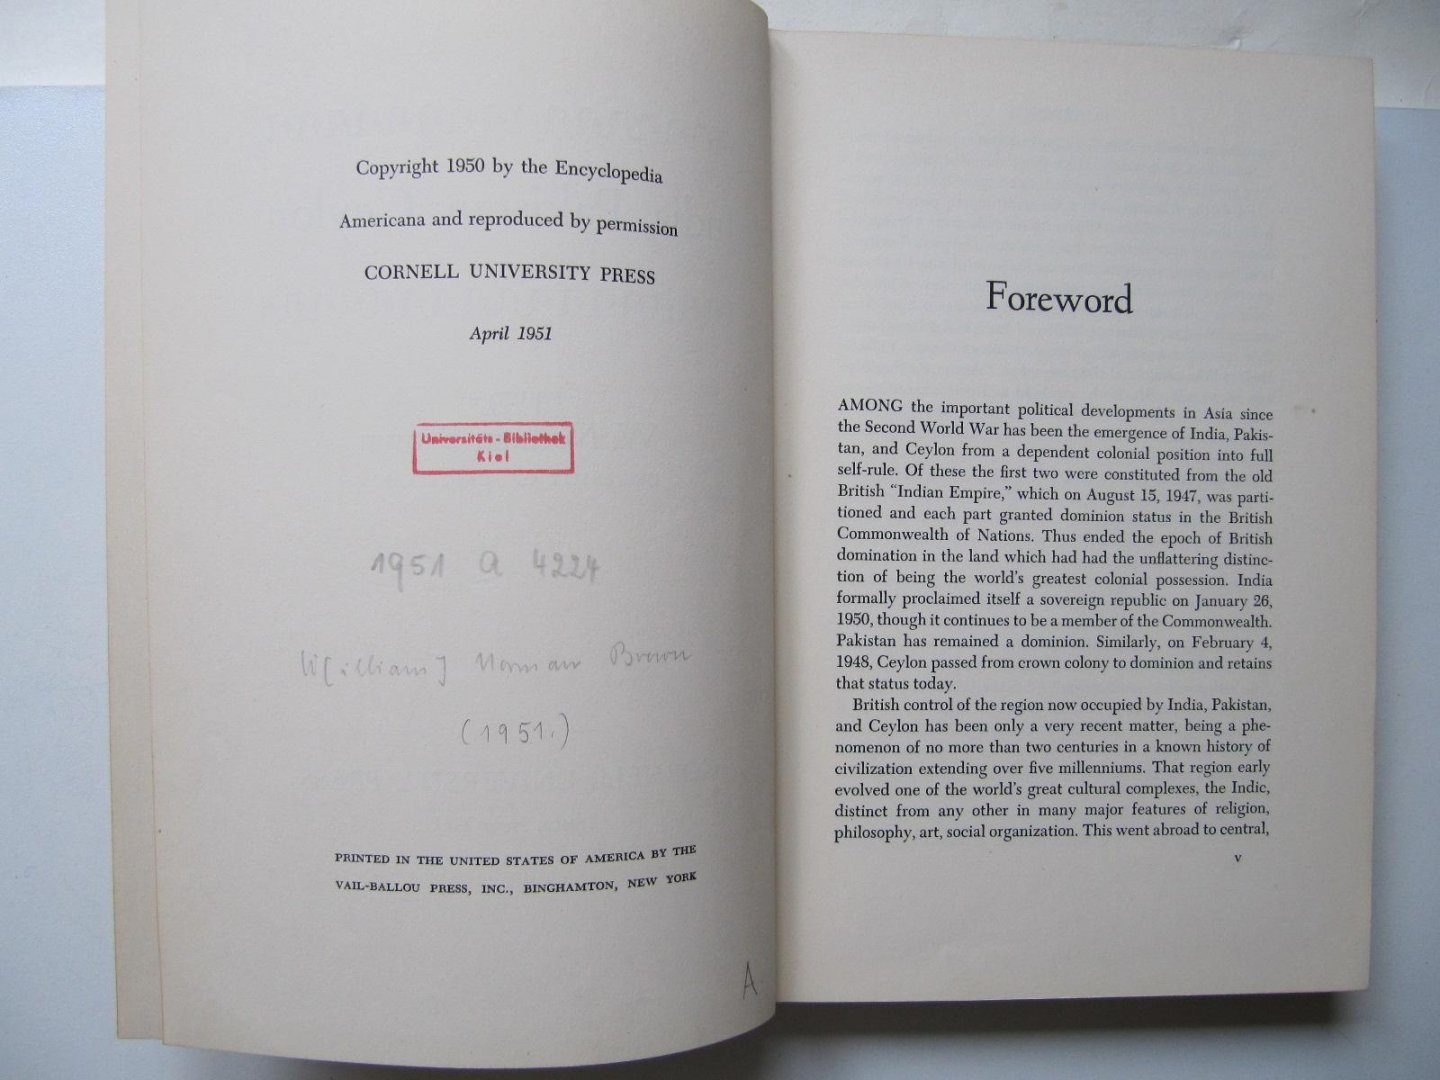 Copyright 1950 by the Encyclopedia
Americana and reproduced by permission
CORNELL UNIVERSITY PRESS
April 1951
Universitäts-Bibliothek
Kiel
1951 A 4224
W[illiam] Norman Brown
(1951.)
PRINTED IN THE UNITED STATES OF AMERICA BY THE
VAIL-BALLOU PRESS, INC., BINGHAMTON, NEW YORK
A
Foreword
AMONG the important political developments in Asia since
the Second World War has been the emergence of India, Pakis-
tan, and Ceylon from a dependent colonial position into full
self-rule. Of these the first two were constituted from the old
British “Indian Empire,” which on August 15, 1947, was parti-
tioned and each part granted dominion status in the British
Commonwealth of Nations. Thus ended the epoch of British
domination in the land which had had the unflattering distinc-
tion of being the world’s greatest colonial possession. India
formally proclaimed itself a sovereign republic on January 26,
1950, though it continues to be a member of the Commonwealth.
Pakistan has remained a dominion. Similarly, on February 4,
1948, Ceylon passed from crown colony to dominion and retains
that status today.
British control of the region now occupied by India, Pakistan,
and Ceylon has been only a very recent matter, being a phe-
nomenon of no more than two centuries in a known history of
civilization extending over five millenniums. That region early
evolved one of the world’s great cultural complexes, the Indic,
distinct from any other in many major features of religion,
philosophy, art, social organization. This went abroad to central,
v